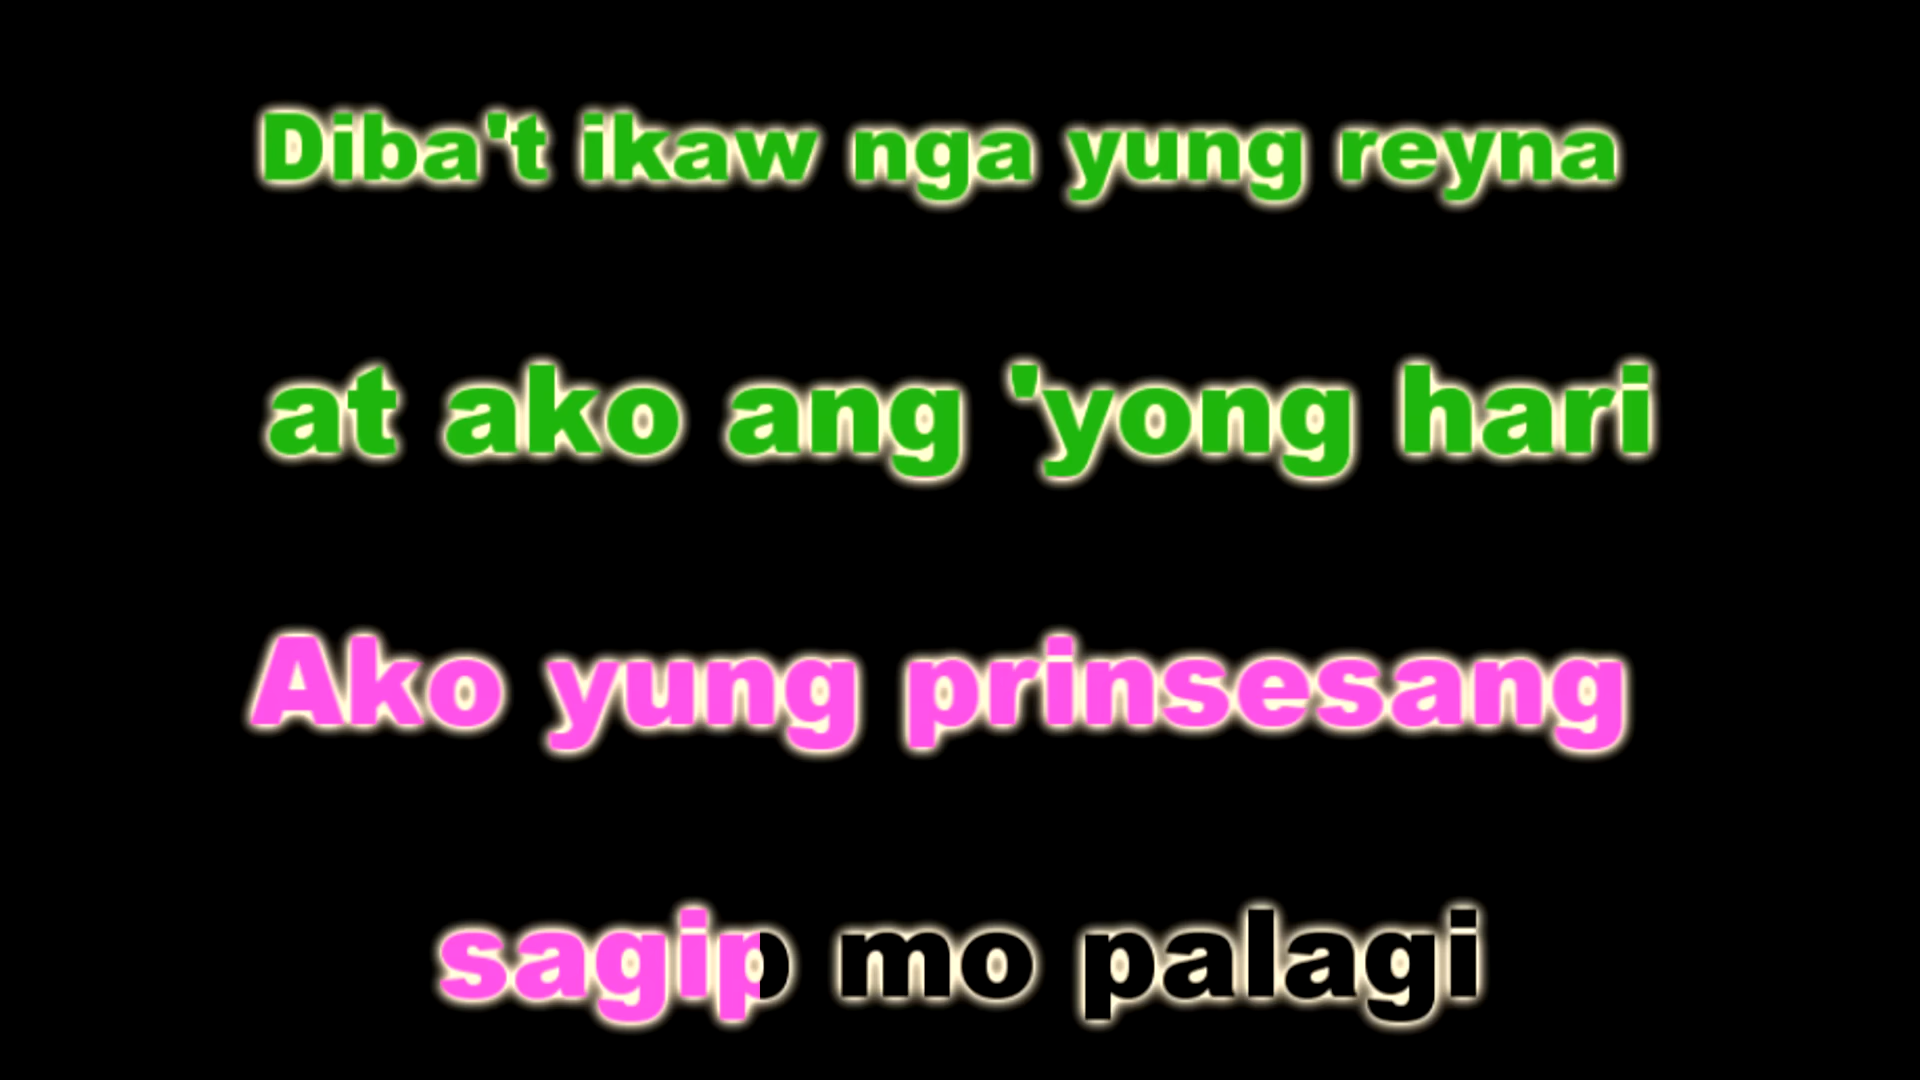 Diba't ikaw nga yung reyna
at ako ang 'yong hari
Ako yung prinsesang
sagip mo palagi